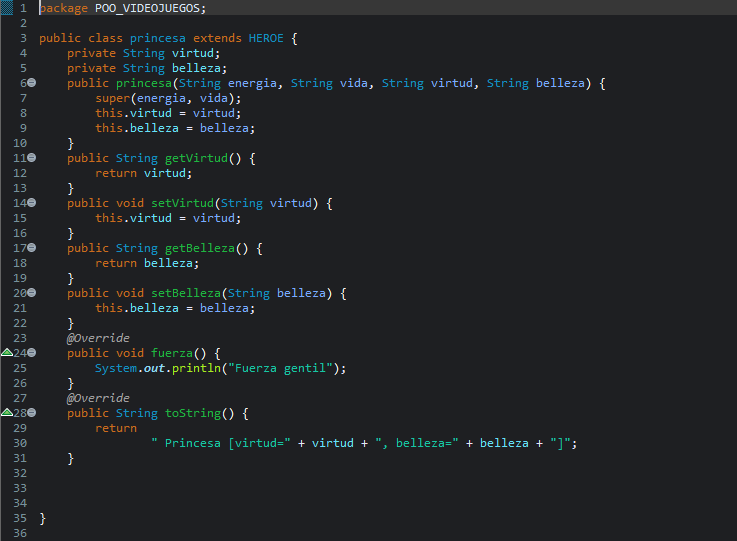 1 package POO_VIDEOJUEGOS;
2
3 public class princesa extends HEROE {
4     private String virtud;
5     private String belleza;
6     public princesa(String energia, String vida, String virtud, String belleza) {
7         super(energia, vida);
8         this.virtud = virtud;
9         this.belleza = belleza;
10     }
11     public String getVirtud() {
12         return virtud;
13     }
14     public void setVirtud(String virtud) {
15         this.virtud = virtud;
16     }
17     public String getBelleza() {
18         return belleza;
19     }
20     public void setBelleza(String belleza) {
21         this.belleza = belleza;
22     }
23     @Override
24     public void fuerza() {
25         System.out.println("Fuerza gentil");
26     }
27     @Override
28     public String toString() {
29         return
30                 " Princesa [virtud=" + virtud + ", belleza=" + belleza + "]";
31     }
32
33
34
35 }
36